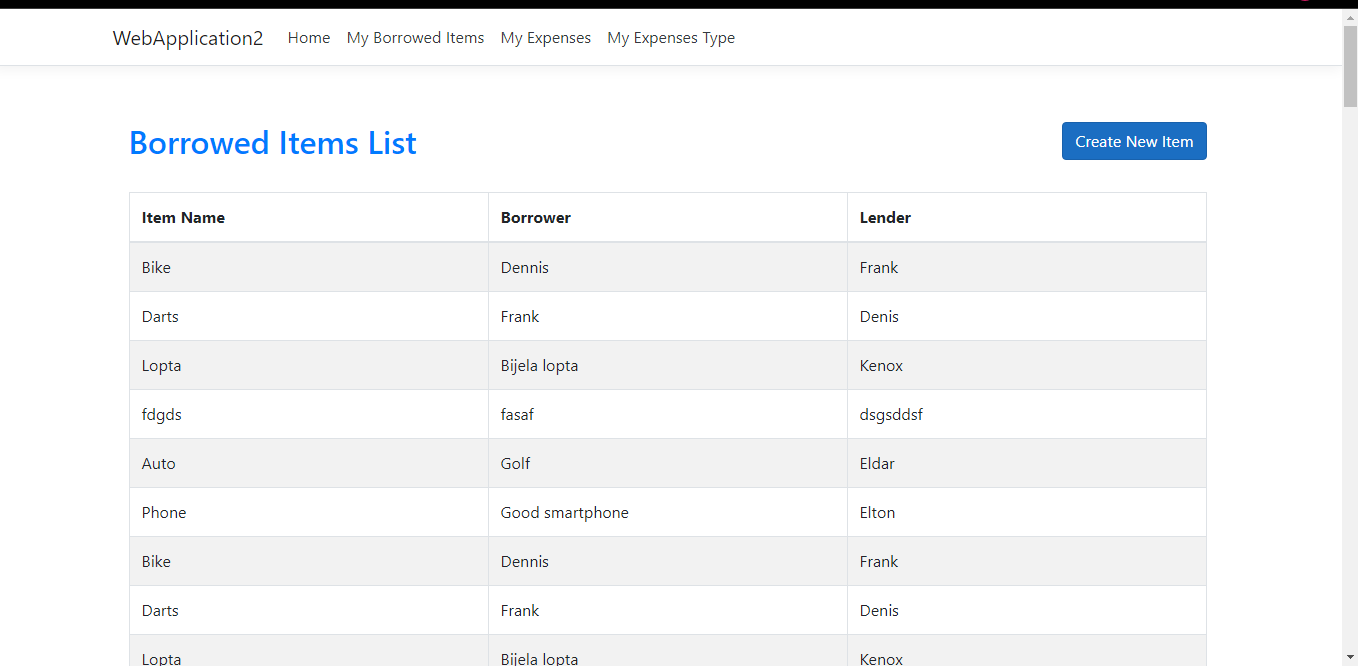 WebApplication2 Home My Borrowed Items My Expenses My Expenses Type
Borrowed Items List Create New Item
Item Name Borrower Lender
Bike Dennis Frank
Darts Frank Denis
Lopta Bijela lopta Kenox
fdgds fasaf dsgsddsf
Auto Golf Eldar
Phone Good smartphone Elton
Bike Dennis Frank
Darts Frank Denis
Lopta Bijela lopta Kenox